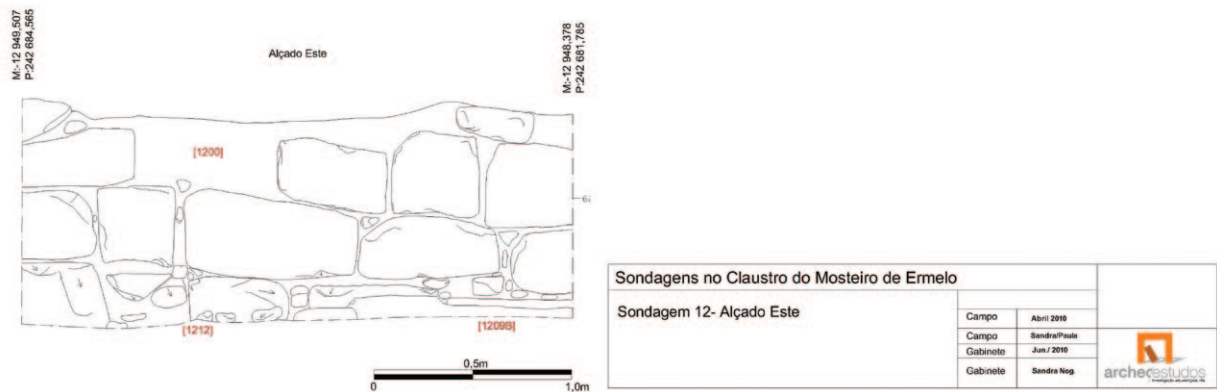 M:-12 949,507
P:242 684,565
Alçado Este
M:-12 948,378
P:242 681,785
[1200]
[1212]
[1209B]
0,5m
0
1,0m
Sondagens no Claustro do Mosteiro de Ermelo
Sondagem 12- Alçado Este
Campo Abril 2010
Campo Sandra/Paula
Gabinete Jun./ 2010
Gabinete Sandra Nog.
archeoestudos